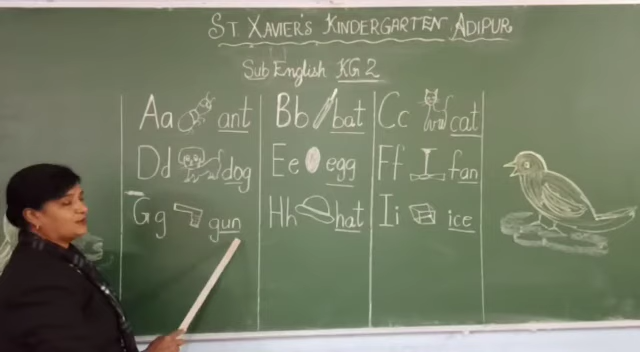 ST. XAVIER'S KINDERGARTEN ADIPUR
Sub English KG 2
Aa ant Bb bat Cc cat
Dd dog Ee egg Ff fan
Gg gun Hh hat Ii ice